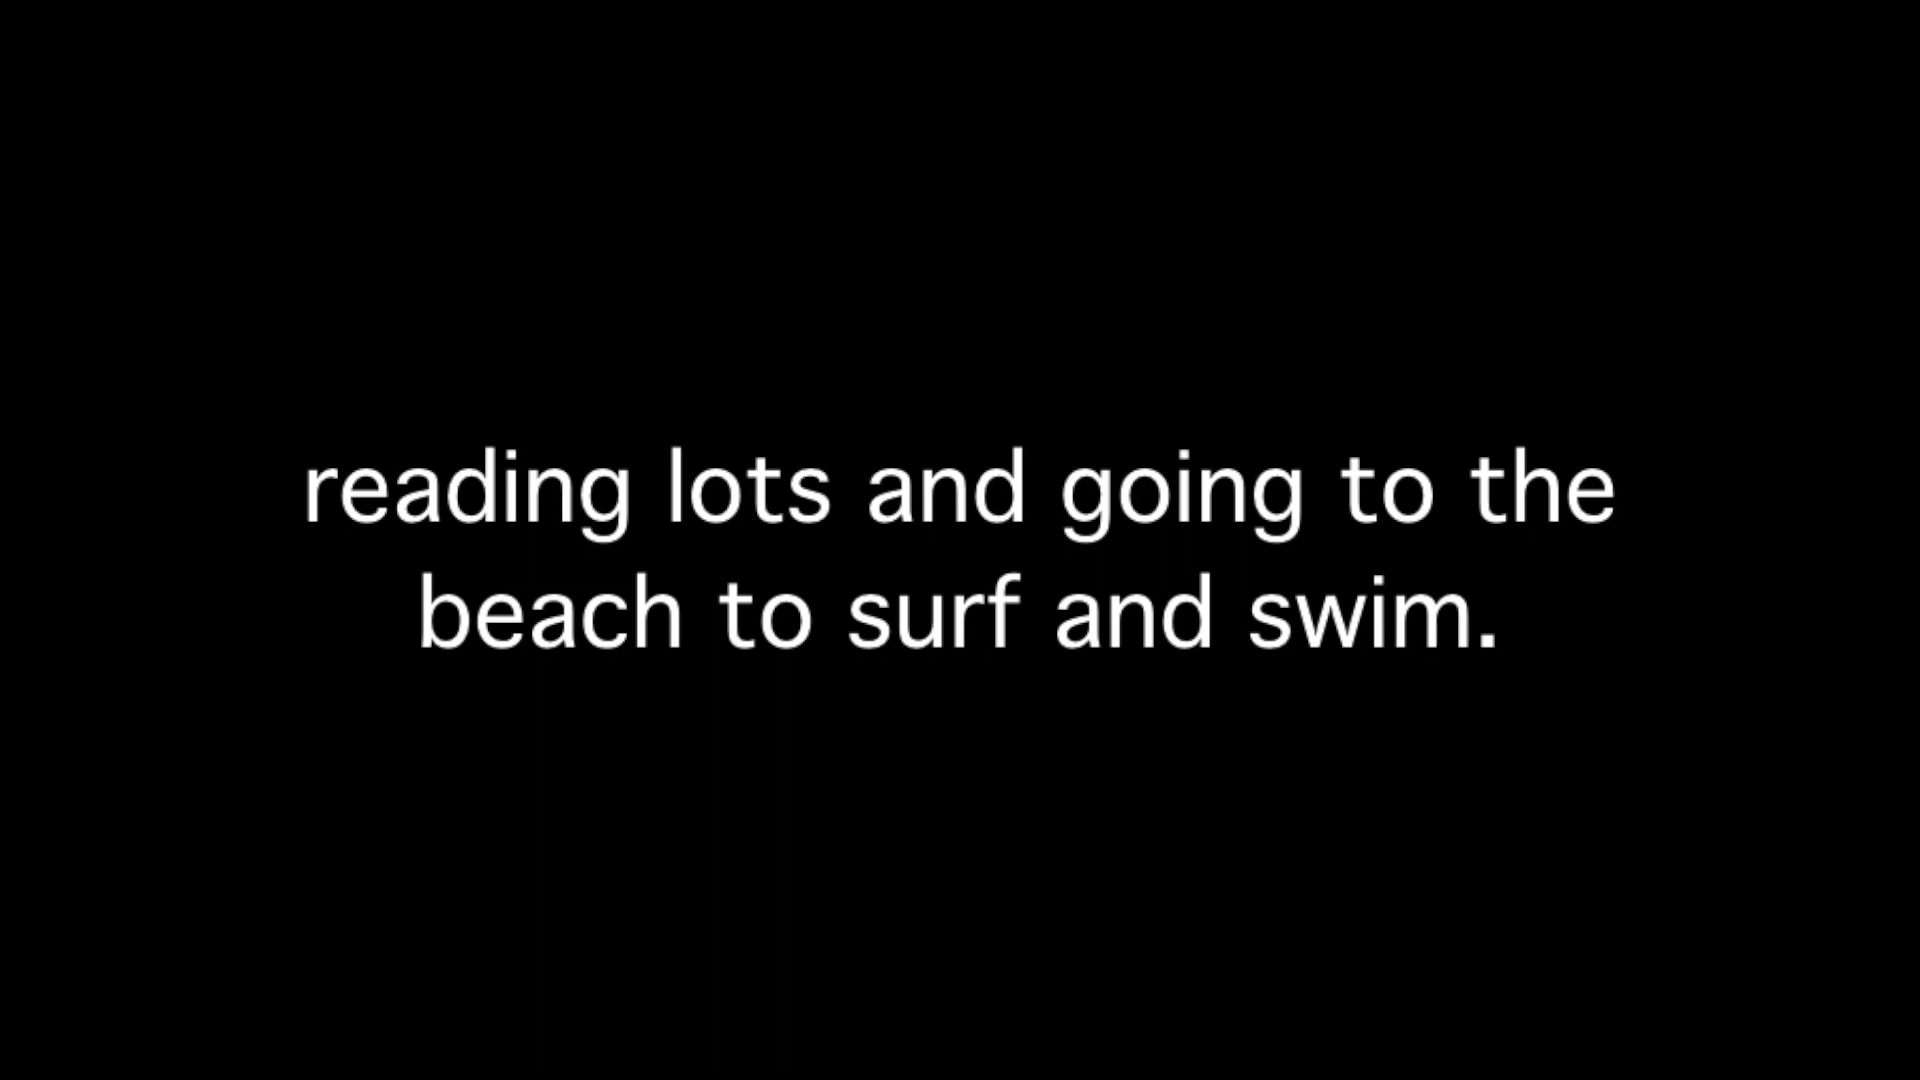 reading lots and going to the
beach to surf and swim.